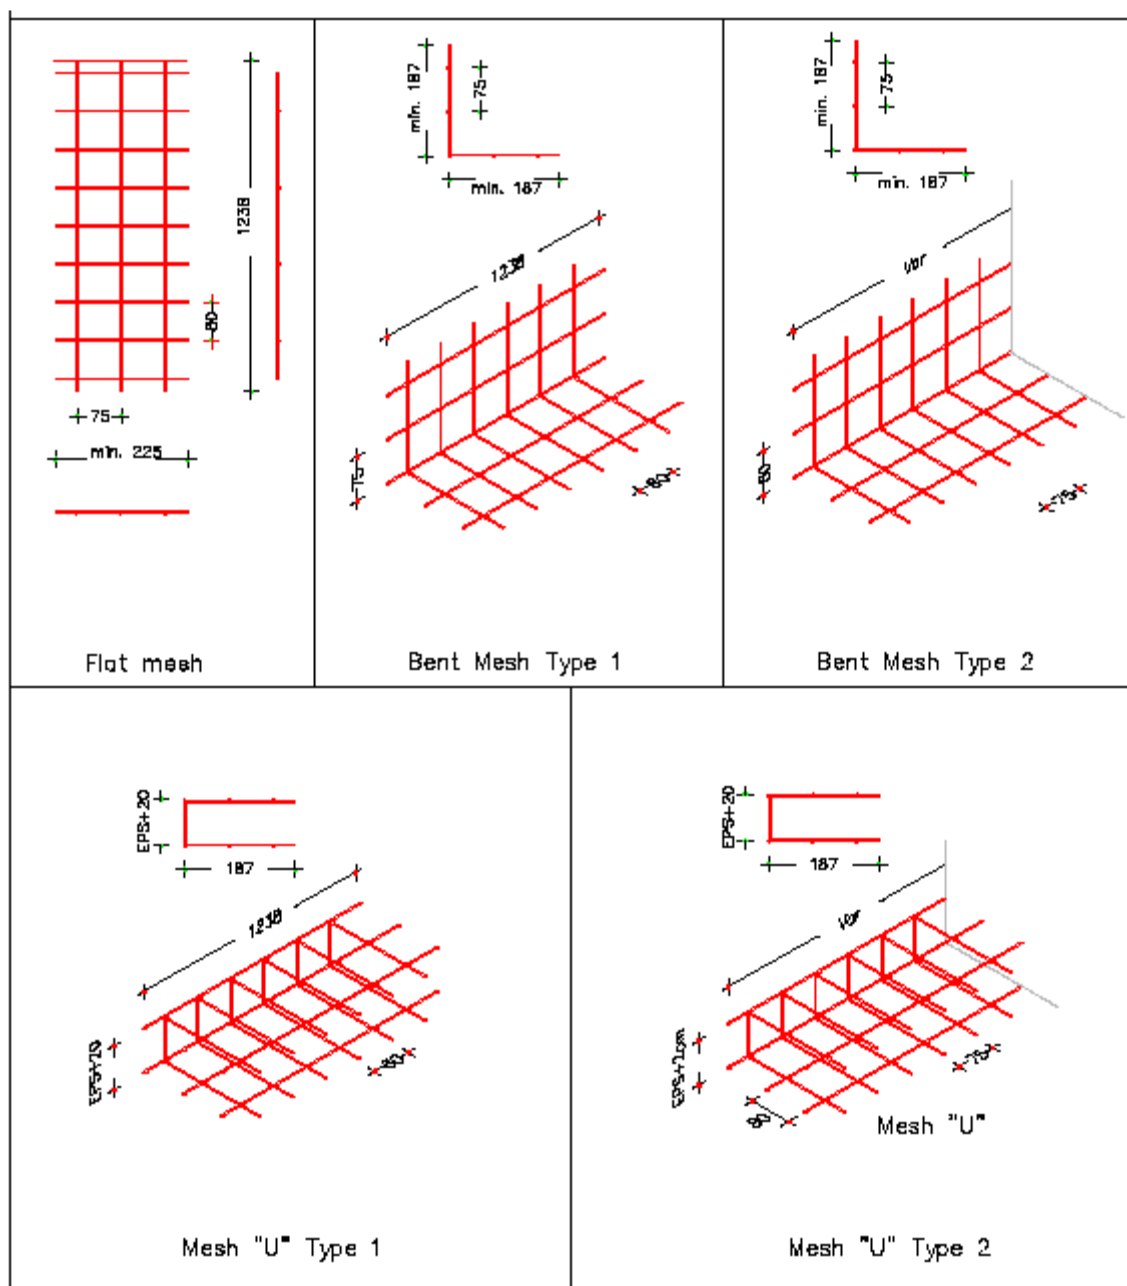 1238
80
75
min. 225
Flat mesh
min. 187
75
min. 187
1238
75
80
Bent Mesh Type 1
min. 187
75
min. 187
Var
80
75
Bent Mesh Type 2
EPS+20
187
1238
EPS+20
80
Mesh "U" Type 1
EPS+20
187
Var
EPS+2cm
75
80
Mesh "U"
Mesh "U" Type 2